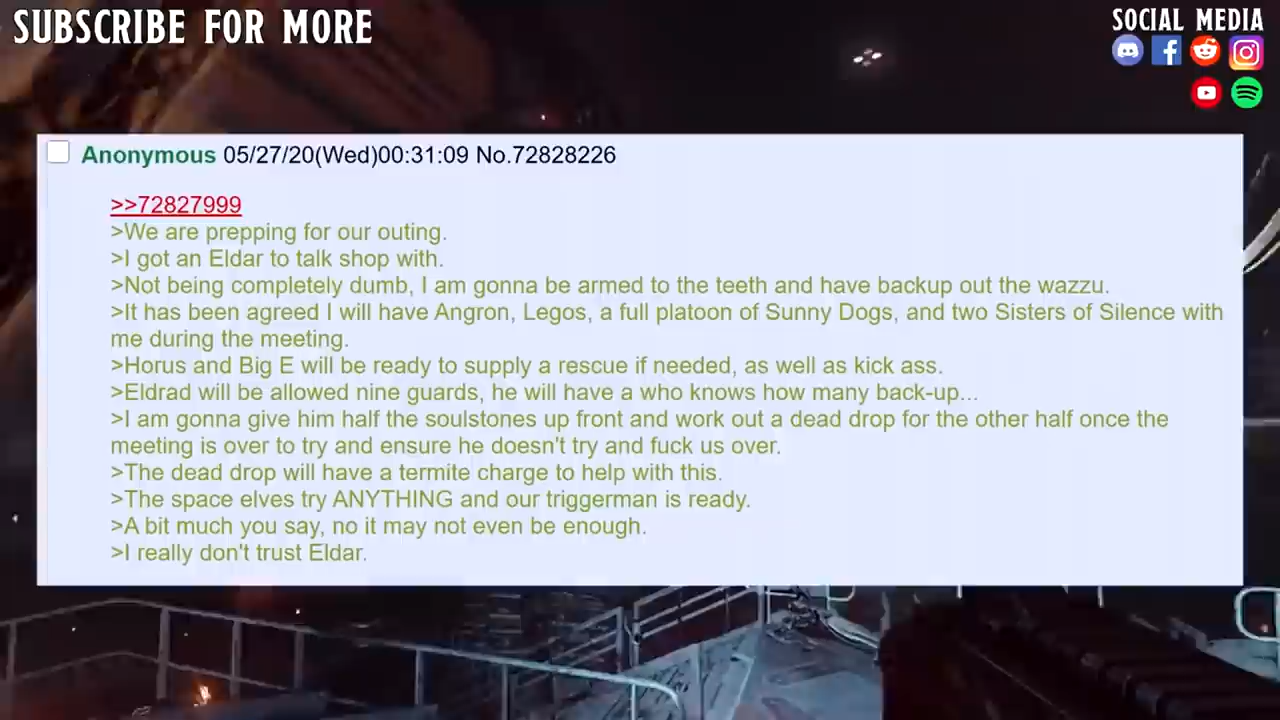 SUBSCRIBE FOR MORE
SOCIAL MEDIA
Anonymous 05/27/20(Wed)00:31:09 No.72828226
>>72827999
>We are prepping for our outing.
>I got an Eldar to talk shop with.
>Not being completely dumb, I am gonna be armed to the teeth and have backup out the wazzu.
>It has been agreed I will have Angron, Legos, a full platoon of Sunny Dogs, and two Sisters of Silence with
me during the meeting.
>Horus and Big E will be ready to supply a rescue if needed, as well as kick ass.
>Eldrad will be allowed nine guards, he will have a who knows how many back-up...
>I am gonna give him half the soulstones up front and work out a dead drop for the other half once the
meeting is over to try and ensure he doesn't try and fuck us over.
>The dead drop will have a termite charge to help with this.
>The space elves try ANYTHING and our triggerman is ready.
>A bit much you say, no it may not even be enough.
>I really don't trust Eldar.